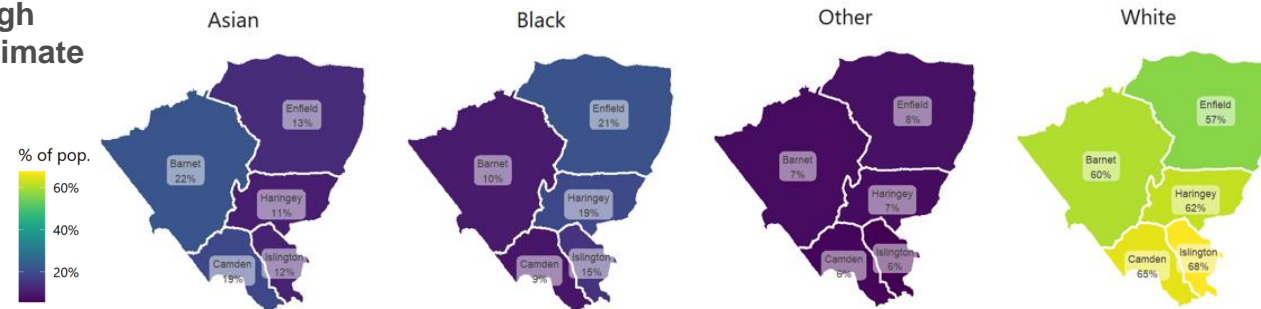 gh
imate
Asian
Black
Other
White
% of pop.
60%
40%
20%
Enfield
13%
Barnet
22%
Haringey
11%
Camden
19%
Islington
12%
Enfield
21%
Barnet
10%
Haringey
19%
Camden
9%
Islington
15%
Enfield
8%
Barnet
7%
Haringey
7%
Camden
6%
Islington
6%
Enfield
57%
Barnet
60%
Haringey
62%
Camden
65%
Islington
68%